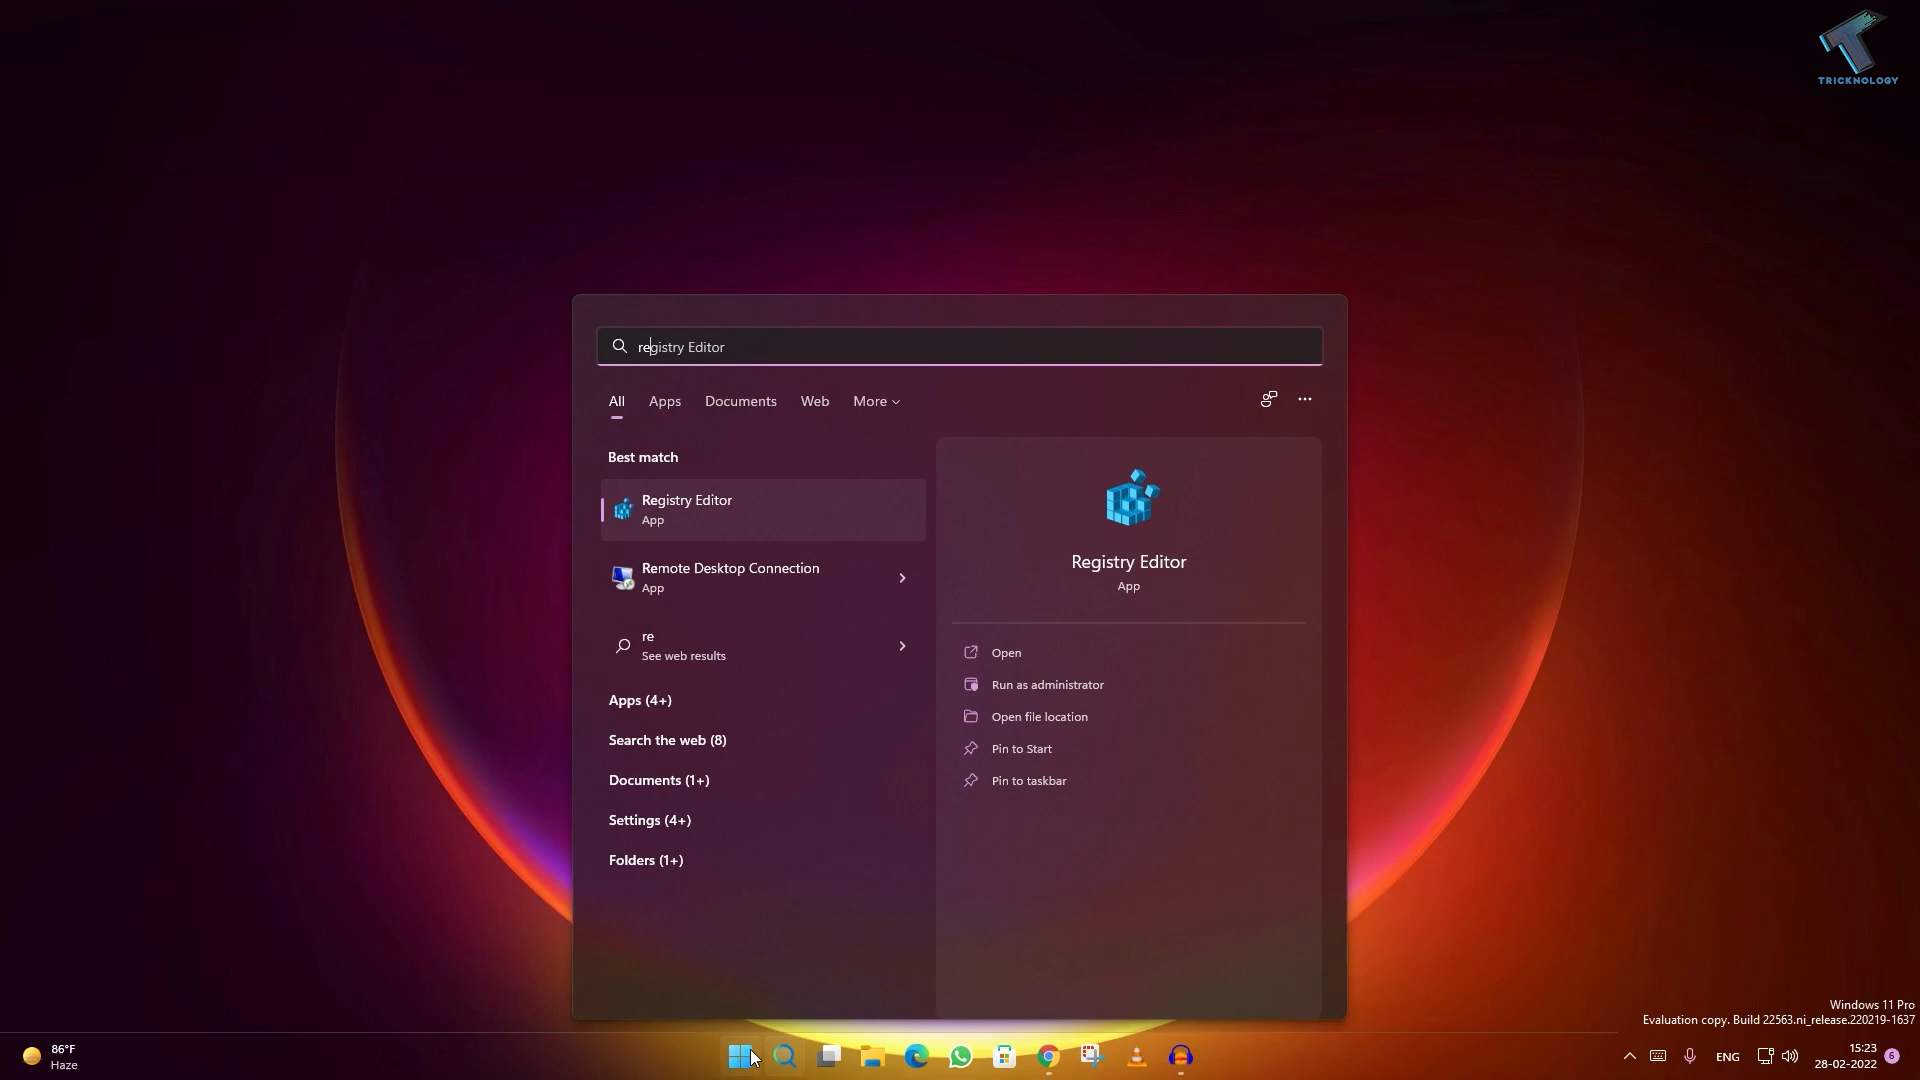 TRICKNOLOGY
registry Editor
All Apps Documents Web More
Best match
Registry Editor
App
Remote Desktop Connection
App
re
See web results
Apps (4+)
Search the web (8)
Documents (1+)
Settings (4+)
Folders (1+)
Registry Editor
App
Open
Run as administrator
Open file location
Pin to Start
Pin to taskbar
Windows 11 Pro
Evaluation copy. Build 22563.ni_release.220219-1637
86°F
Haze
ENG
15:23
28-02-2022
6